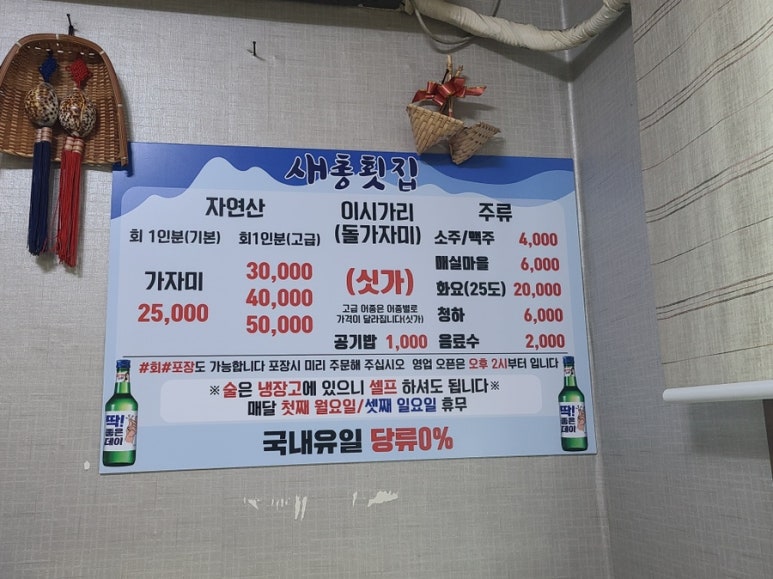 새총횟집
자연산
회 1인분(기본) 회1인분(고급)
가자미
25,000
30,000
40,000
50,000
이시가리
(돌가자미)
(싯가)
고급 어종은 어종별로
가격이 달라집니다(싯가)
공기밥 1,000
주류
소주/맥주 4,000
매실마을 6,000
화요(25도) 20,000
청하 6,000
음료수 2,000
#회#포장도 가능합니다 포장시 미리 주문해 주십시오 영업 오픈은 오후 2시부터 입니다
※술은 냉장고에 있으니 셀프 하셔도 됩니다※
매달 첫째 월요일/셋째 일요일 휴무
국내유일 당류0%
딱!
좋은
데이
딱!
좋은
데이